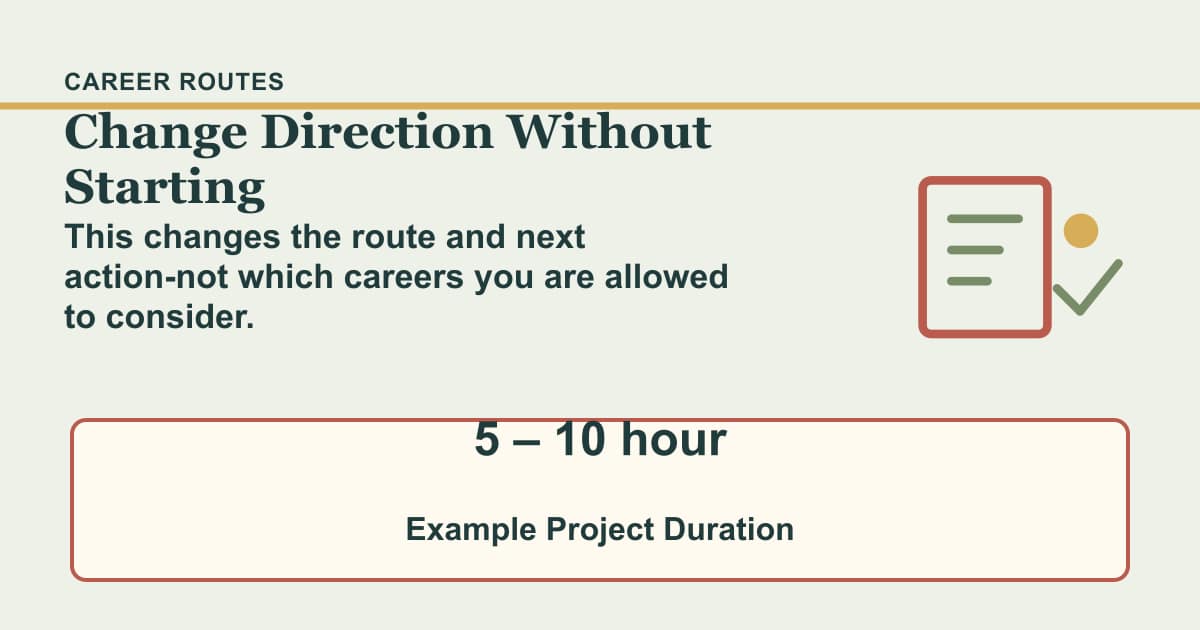 CAREER ROUTES
Change Direction Without
Starting
This changes the route and next
action-not which careers you are allowed
to consider.
5 – 10 hour
Example Project Duration